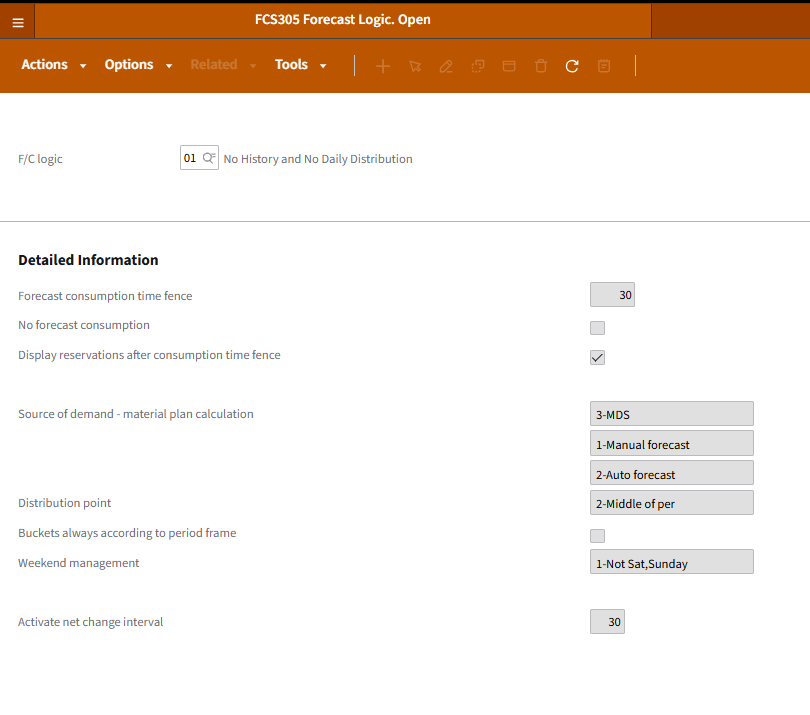 FCS305 Forecast Logic. Open
Actions Options Related Tools
F/C logic 01 No History and No Daily Distribution
Detailed Information
Forecast consumption time fence 30
No forecast consumption
Display reservations after consumption time fence
Source of demand - material plan calculation 3-MDS
1-Manual forecast
2-Auto forecast
Distribution point 2-Middle of per
Buckets always according to period frame
Weekend management 1-Not Sat,Sunday
Activate net change interval 30